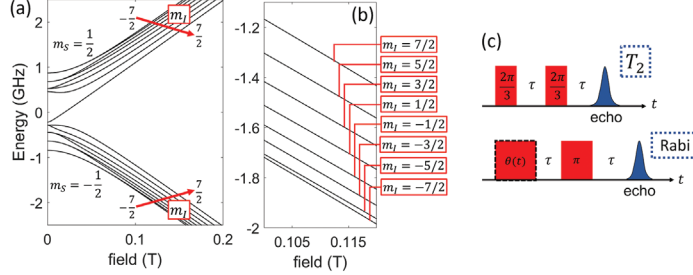 (a)
Energy (GHz)
2
1
0
-1
-2
0
0.1
0.2
field (T)
m_S = 1/2
-7/2
m_I
7/2
m_S = -1/2
-7/2
7/2
m_I
(b)
-1.2
-1.4
-1.6
-1.8
-2
0.105
0.115
field (T)
m_I = 7/2
m_I = 5/2
m_I = 3/2
m_I = 1/2
m_I = -1/2
m_I = -3/2
m_I = -5/2
m_I = -7/2
(c)
2π/3 τ 2π/3 τ
T_2
echo
t
θ(t) τ π τ
Rabi
echo
t